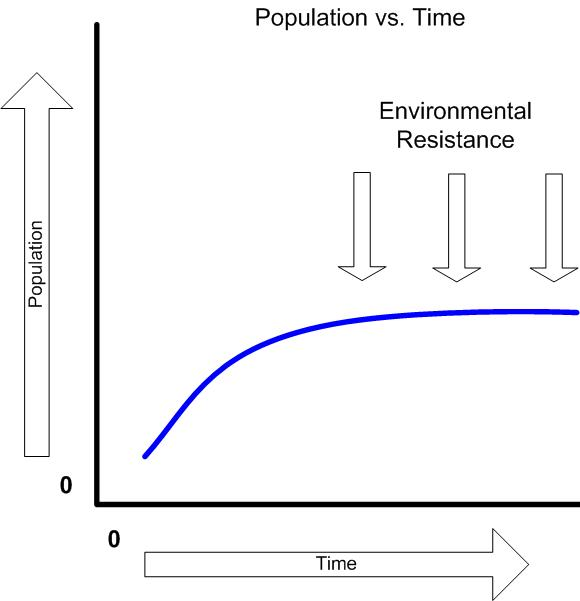 Population vs. Time
Environmental
Resistance
Population
0
0
Time